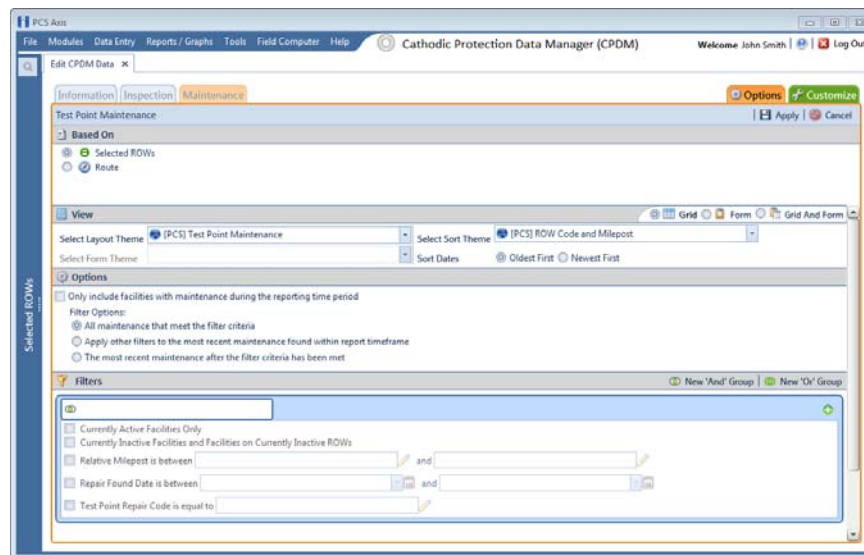 PCS Axis
File Modules Data Entry Reports / Graphs Tools Field Computer Help Cathodic Protection Data Manager (CPDM) Welcome John Smith | | Log Ou
Edit CPDM Data ×
Information Inspection Maintenance Options Customize
Test Point Maintenance | Apply | Cancel
Based On
Selected ROWs
Route
View Grid Form Grid And Form
Select Layout Theme [PCS] Test Point Maintenance Select Sort Theme [PCS] ROW Code and Milepost
Select Form Theme Sort Dates Oldest First Newest First
Options
Only include facilities with maintenance during the reporting time period
Filter Options:
All maintenance that meet the filter criteria
Apply other filters to the most recent maintenance found within report timeframe
The most recent maintenance after the filter criteria has been met
Filters New 'And' Group | New 'Or' Group
Currently Active Facilities Only
Currently Inactive Facilities and Facilities on Currently Inactive ROWs
Relative Milepost is between and
Repair Found Date is between and
Test Point Repair Code is equal to
Selected ROWs